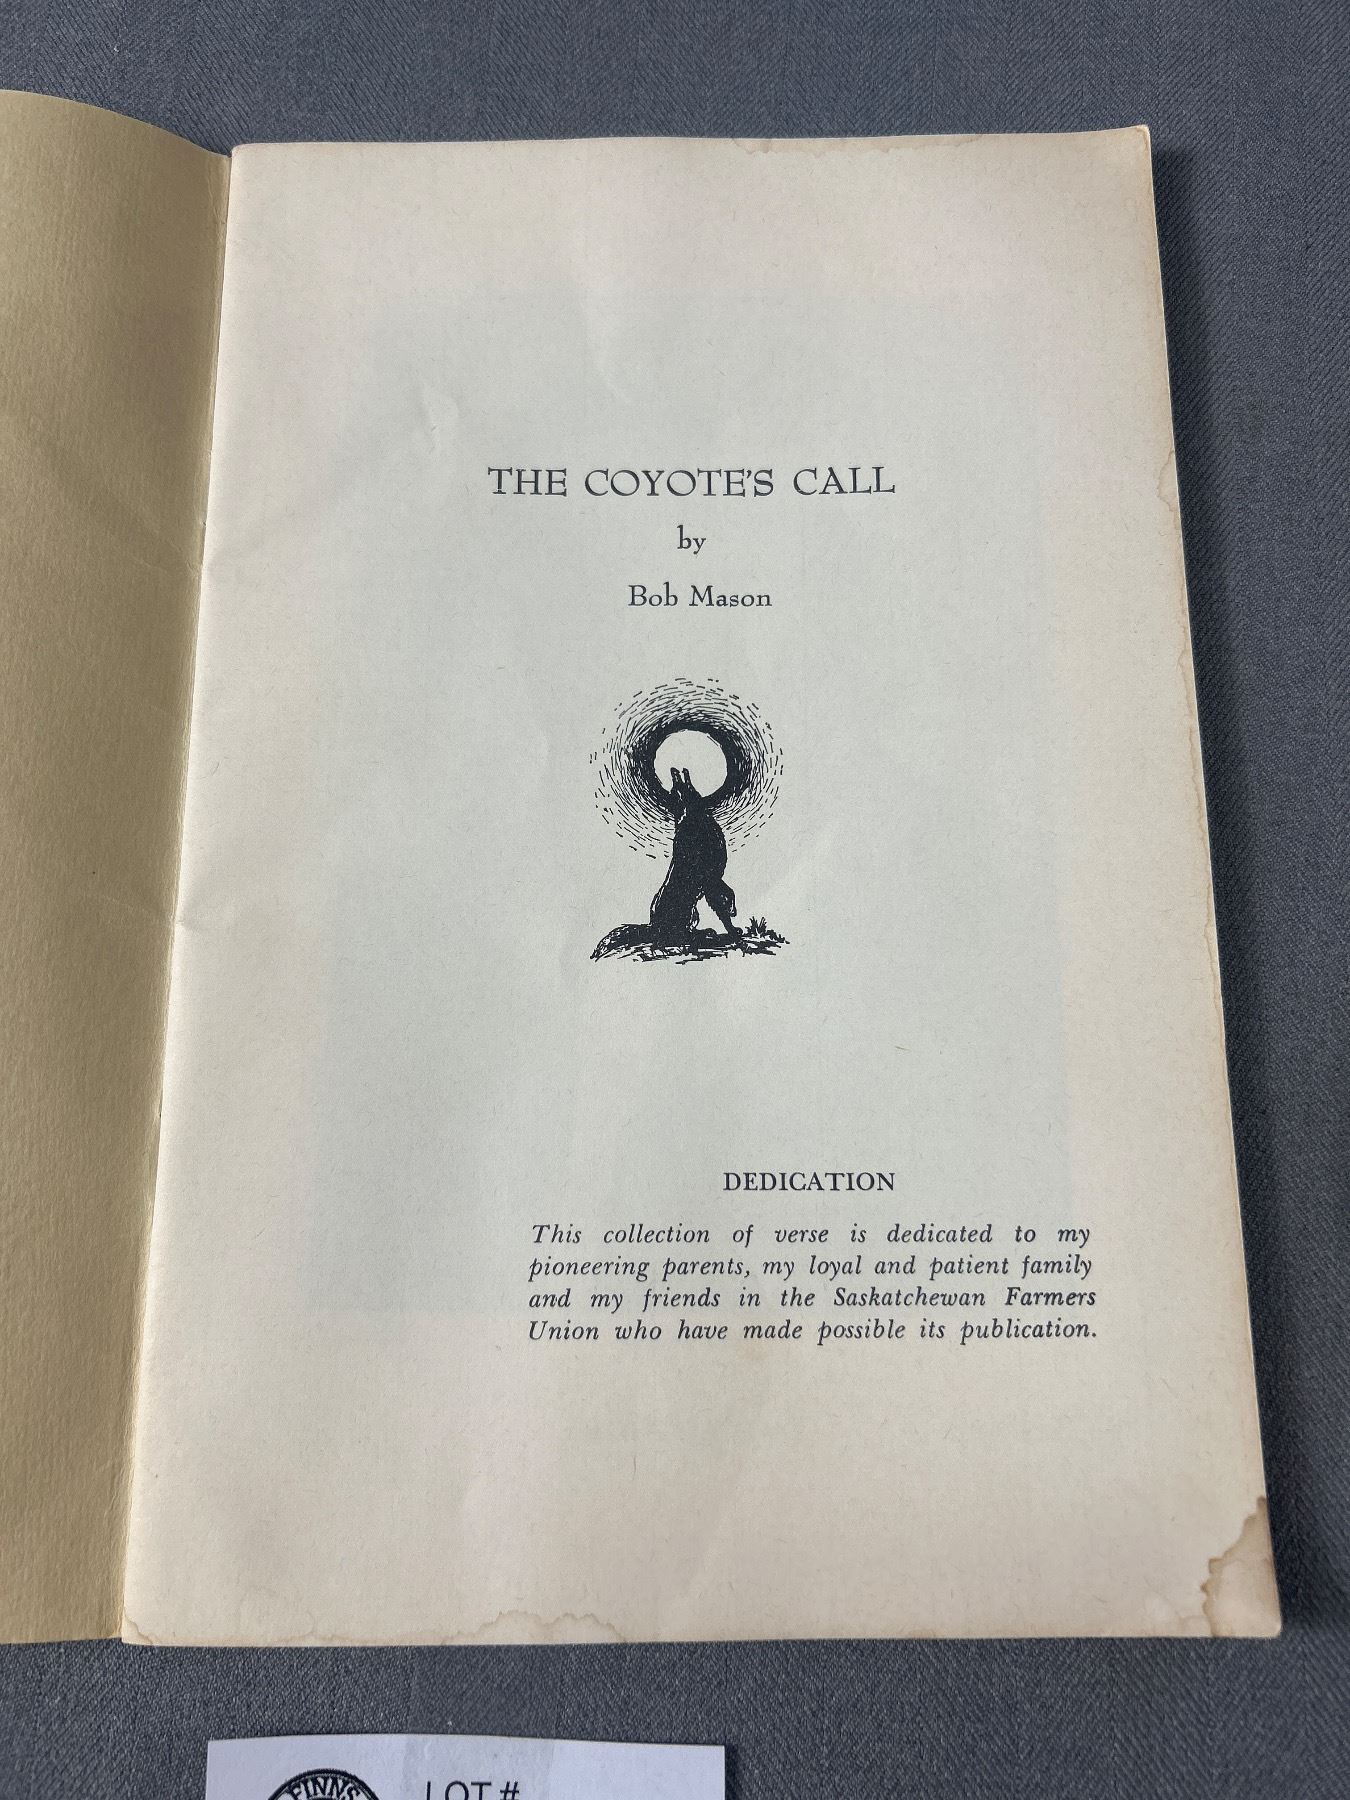 THE COYOTE'S CALL
by
Bob Mason
DEDICATION
This collection of verse is dedicated to my
pioneering parents, my loyal and patient family
and my friends in the Saskatchewan Farmers
Union who have made possible its publication.
FINN'S
LOT #